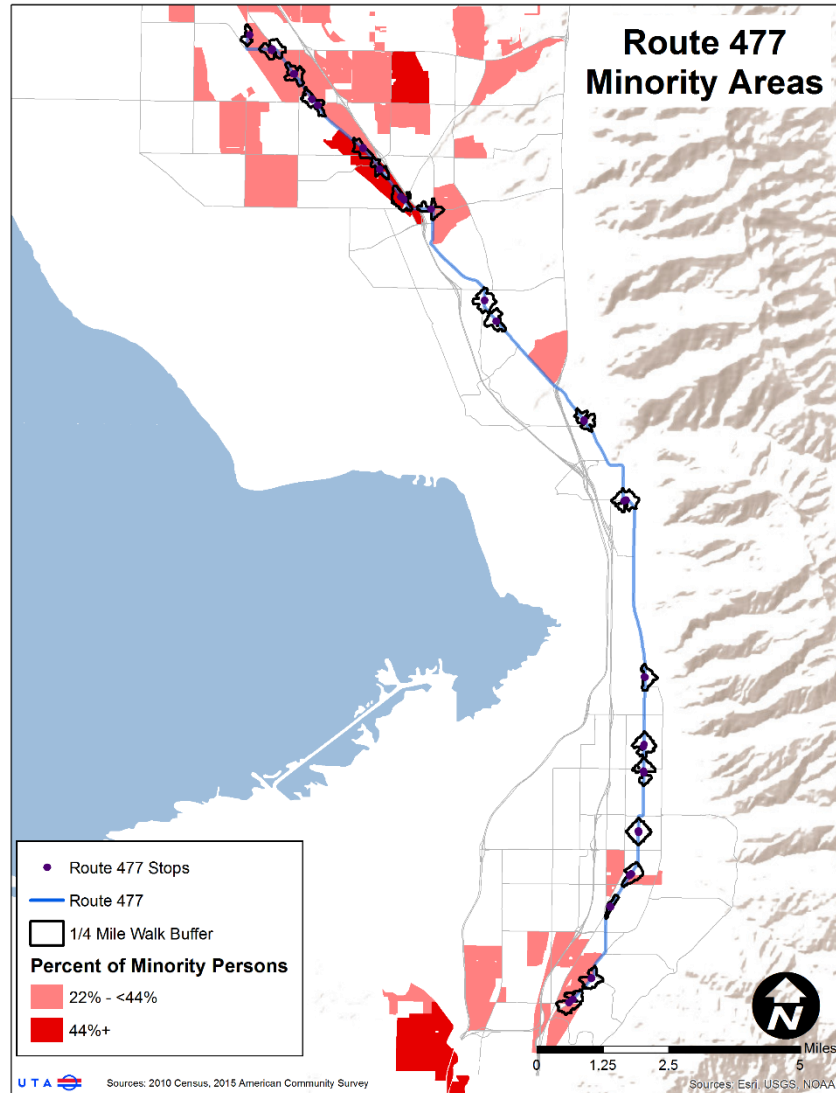 Route 477
Minority Areas
Route 477 Stops
Route 477
1/4 Mile Walk Buffer
Percent of Minority Persons
22% - <44%
44%+
N
Miles
0 1.25 2.5 5
UTA
Sources: 2010 Census, 2015 American Community Survey
Sources: Esri, USGS, NOAA